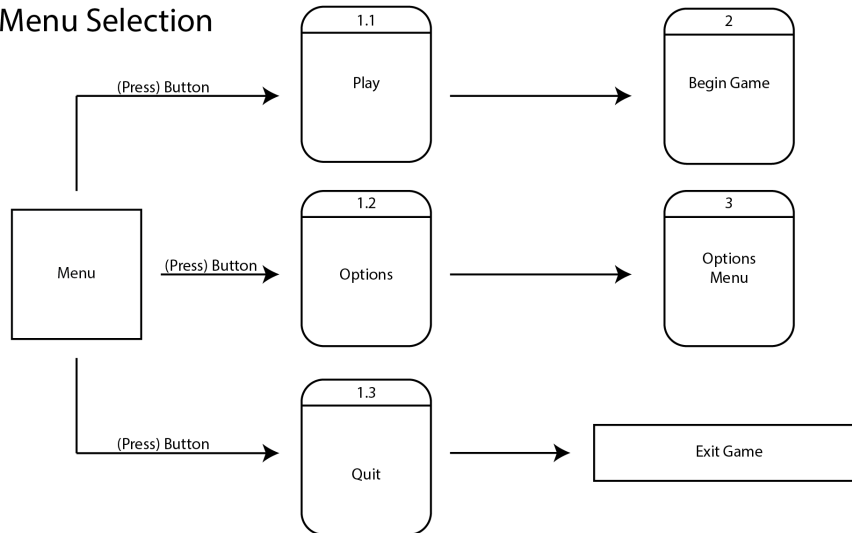 Menu Selection
1.1
Play
2
Begin Game
(Press) Button
Menu
(Press) Button
1.2
Options
3
Options
Menu
(Press) Button
1.3
Quit
Exit Game